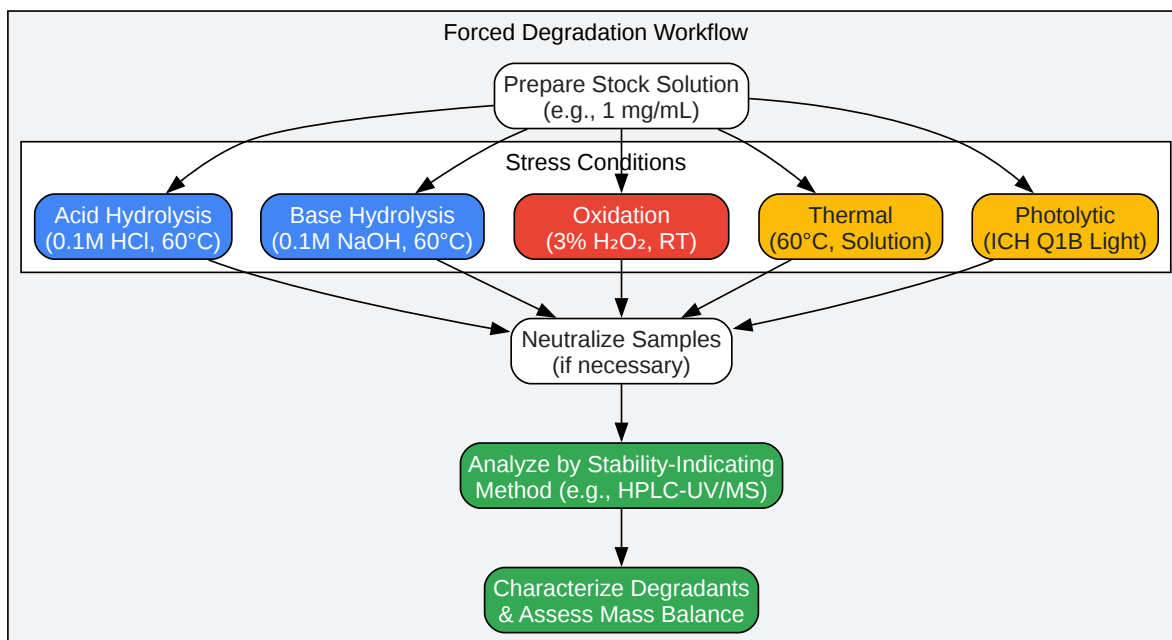 Forced Degradation Workflow
Prepare Stock Solution
(e.g., 1 mg/mL)
Stress Conditions
Acid Hydrolysis
(0.1M HCl, 60°C)
Base Hydrolysis
(0.1M NaOH, 60°C)
Oxidation
(3% H₂O₂, RT)
Thermal
(60°C, Solution)
Photolytic
(ICH Q1B Light)
Neutralize Samples
(if necessary)
Analyze by Stability-Indicating
Method (e.g., HPLC-UV/MS)
Characterize Degradants
& Assess Mass Balance